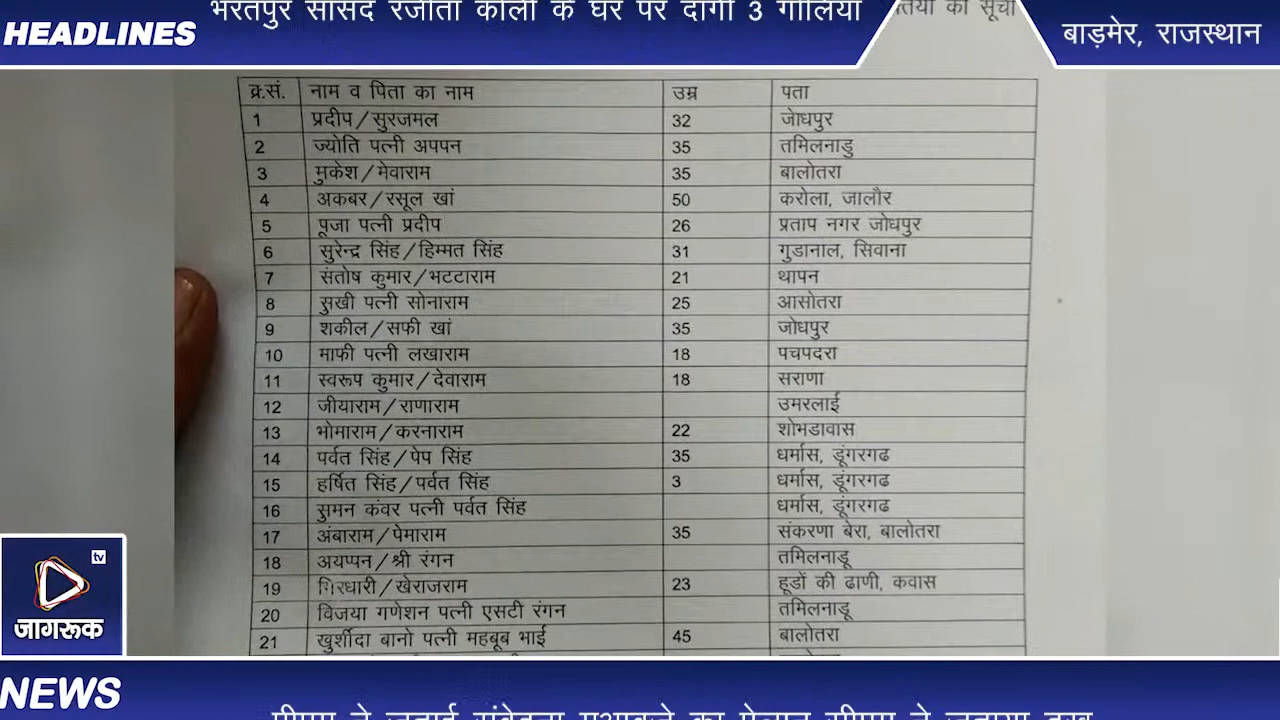 भरतपुर सांसद रंजीता कोली के घर पर दागी 3 गोलियां
की सूची
HEADLINES
बाड़मेर, राजस्थान
क्र.सं. नाम व पिता का नाम उम्र पता
1 प्रदीप/सुरजमल 32 जोधपुर
2 ज्योति पत्नी अपपन 35 तमिलनाडु
3 मुकेश/मेवाराम 35 बालोतरा
4 अकबर/रसूल खां 50 करोला, जालौर
5 पूजा पत्नी प्रदीप 26 प्रताप नगर जोधपुर
6 सुरेन्द्र सिंह/हिम्मत सिंह 31 गुडानाल, सिवाना
7 संतोष कुमार/भटटाराम 21 थापन
8 सुखी पत्नी सोनाराम 25 आसोतरा
9 शकील/सफी खां 35 जोधपुर
10 माफी पत्नी लखाराम 18 पचपदरा
11 स्वरूप कुमार/देवाराम 18 सराणा
12 जीयाराम/राणाराम उमरलाई
13 भोमाराम/करनाराम 22 शोभडावास
14 पर्वत सिंह/पेप सिंह 35 धर्मास, डूंगरगढ
15 हर्षित सिंह/पर्वत सिंह 3 धर्मास, डूंगरगढ
16 सुमन कंवर पत्नी पर्वत सिंह धर्मास, डूंगरगढ
17 अंबाराम/पेमाराम 35 संकरणा बेरा, बालोतरा
18 अयप्पन/श्री रंगन तमिलनाडू
19 गिरधारी/खेराजराम 23 हूडों की ढाणी, कवास
20 विजया गणेशन पत्नी एसटी रंगन तमिलनाडू
21 खुर्शीदा बानो पत्नी महबूब भाई 45 बालोतरा
tv
जागरूक
NEWS